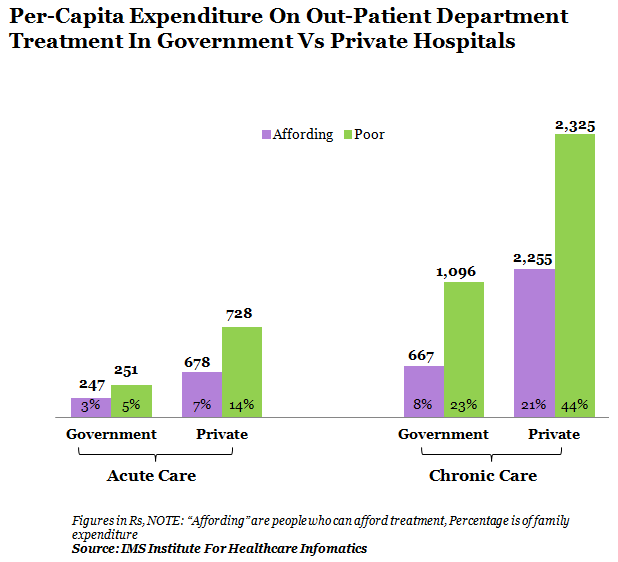 Per-Capita Expenditure On Out-Patient Department
Treatment In Government Vs Private Hospitals
Affording Poor
2,325
2,255
1,096
728
678
667
247 251
3% 5% 7% 14% 8% 23% 21% 44%
Government Private Government Private
Acute Care Chronic Care
Figures in Rs, NOTE: “Affording” are people who can afford treatment, Percentage is of family
expenditure
Source: IMS Institute For Healthcare Infomatics